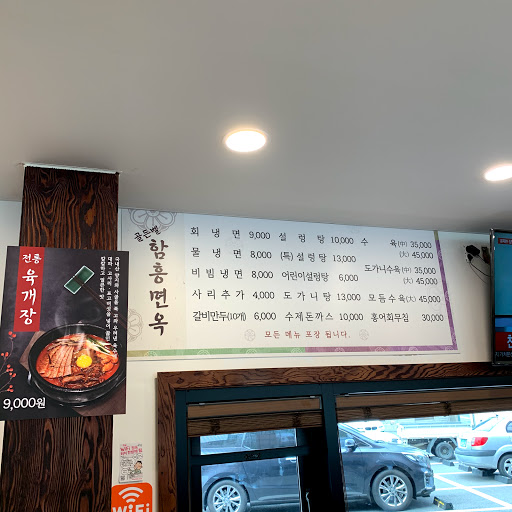 골든벨
함흥면옥
회 냉 면 9,000 설 렁 탕 10,000 수 육(中) 35,000
물 냉 면 8,000 (특) 설 렁 탕 13,000 (大) 45,000
비 빔 냉 면 8,000 어린이설렁탕 6,000 도가니수육(中) 35,000
(大) 45,000
사 리 추 가 4,000 도 가 니 탕 13,000 모 듬 수 육(大) 45,000
갈비만두(10개) 6,000 수 제 돈 까 스 10,000 홍어회무침 30,000
모든 메뉴 포장 됩니다.
전통
육개장
9,000원
WiFi